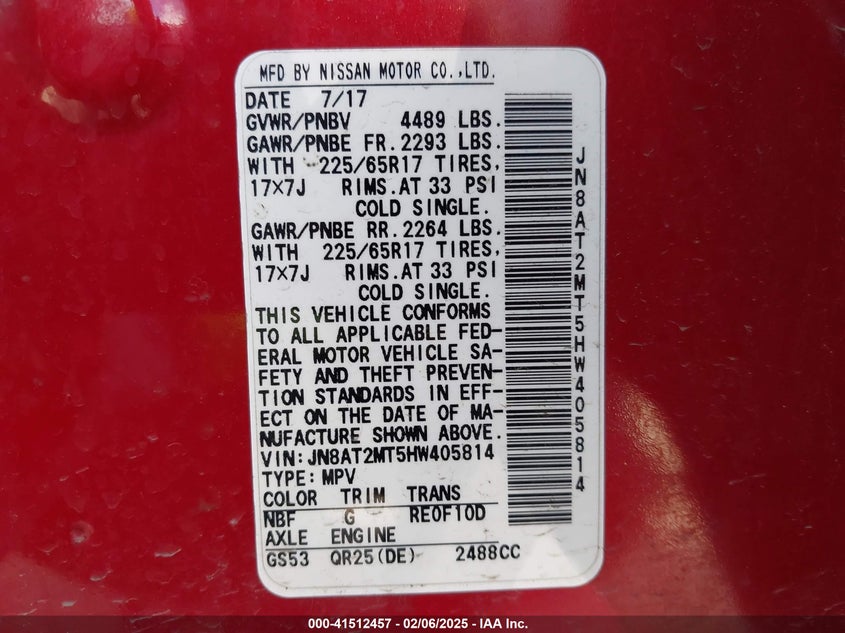 MFD BY NISSAN MOTOR CO.,LTD.
DATE 7/17
GVWR/PNBV 4489 LBS.
GAWR/PNBE FR. 2293 LBS.
WITH 225/65R17 TIRES,
17×7J RIMS. AT 33 PSI
COLD SINGLE.
GAWR/PNBE RR. 2264 LBS.
WITH 225/65R17 TIRES,
17×7J RIMS. AT 33 PSI
COLD SINGLE.
THIS VEHICLE CONFORMS
TO ALL APPLICABLE FED-
ERAL MOTOR VEHICLE SA-
FETY AND THEFT PREVEN-
TION STANDARDS IN EFF-
ECT ON THE DATE OF MA-
NUFACTURE SHOWN ABOVE.
VIN: JN8AT2MT5HW405814
TYPE: MPV
COLOR TRIM TRANS
NBF G RE0F10D
AXLE ENGINE
GS53 QR25(DE) 2488CC
JN8AT2MT5HW405814
000-41512457 - 02/06/2025 - IAA Inc.